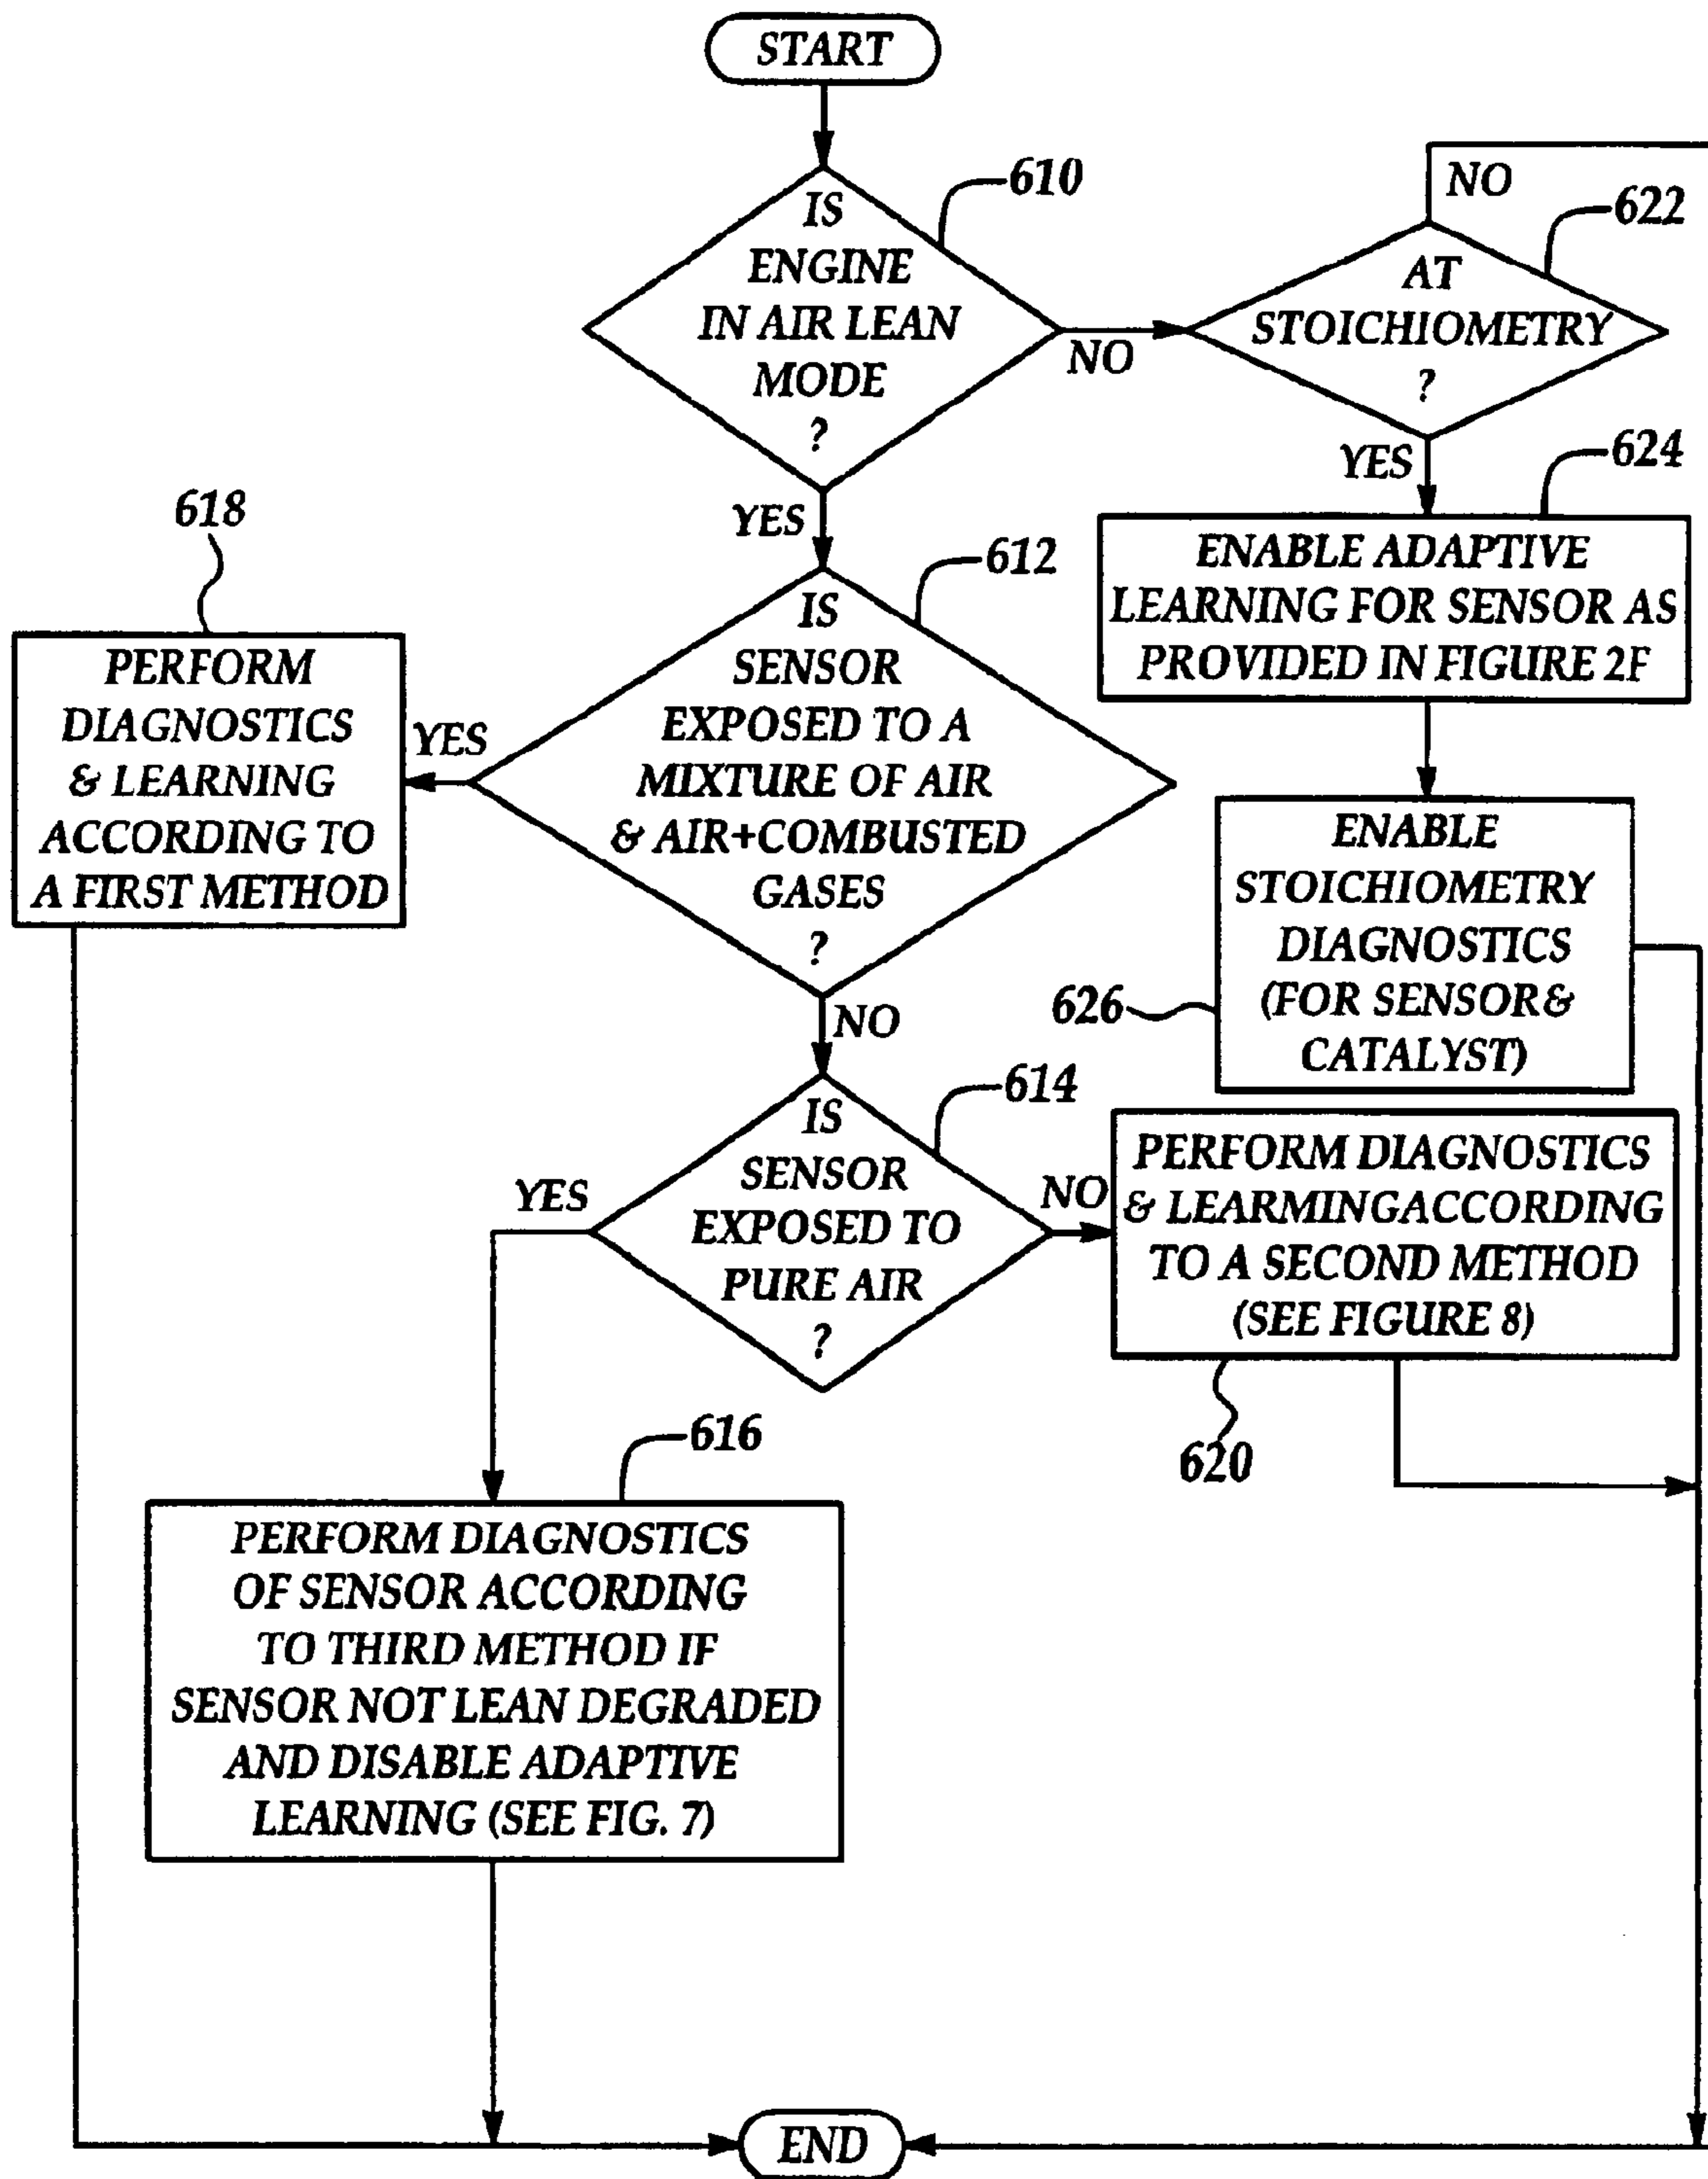 START
610
IS
ENGINE
IN AIR LEAN
MODE
?
NO
NO
622
AT
STOICHIOMETRY
?
YES
624
ENABLE ADAPTIVE
LEARNING FOR SENSOR AS
PROVIDED IN FIGURE 2F
YES
612
IS
SENSOR
EXPOSED TO A
MIXTURE OF AIR
& AIR+COMBUSTED
GASES
?
YES
618
PERFORM
DIAGNOSTICS
& LEARNING
ACCORDING TO
A FIRST METHOD
626
ENABLE
STOICHIOMETRY
DIAGNOSTICS
(FOR SENSOR&
CATALYST)
NO
614
IS
SENSOR
EXPOSED TO
PURE AIR
?
YES
NO
PERFORM DIAGNOSTICS
& LEARMINGACCORDING
TO A SECOND METHOD
(SEE FIGURE 8)
620
616
PERFORM DIAGNOSTICS
OF SENSOR ACCORDING
TO THIRD METHOD IF
SENSOR NOT LEAN DEGRADED
AND DISABLE ADAPTIVE
LEARNING (SEE FIG. 7)
END